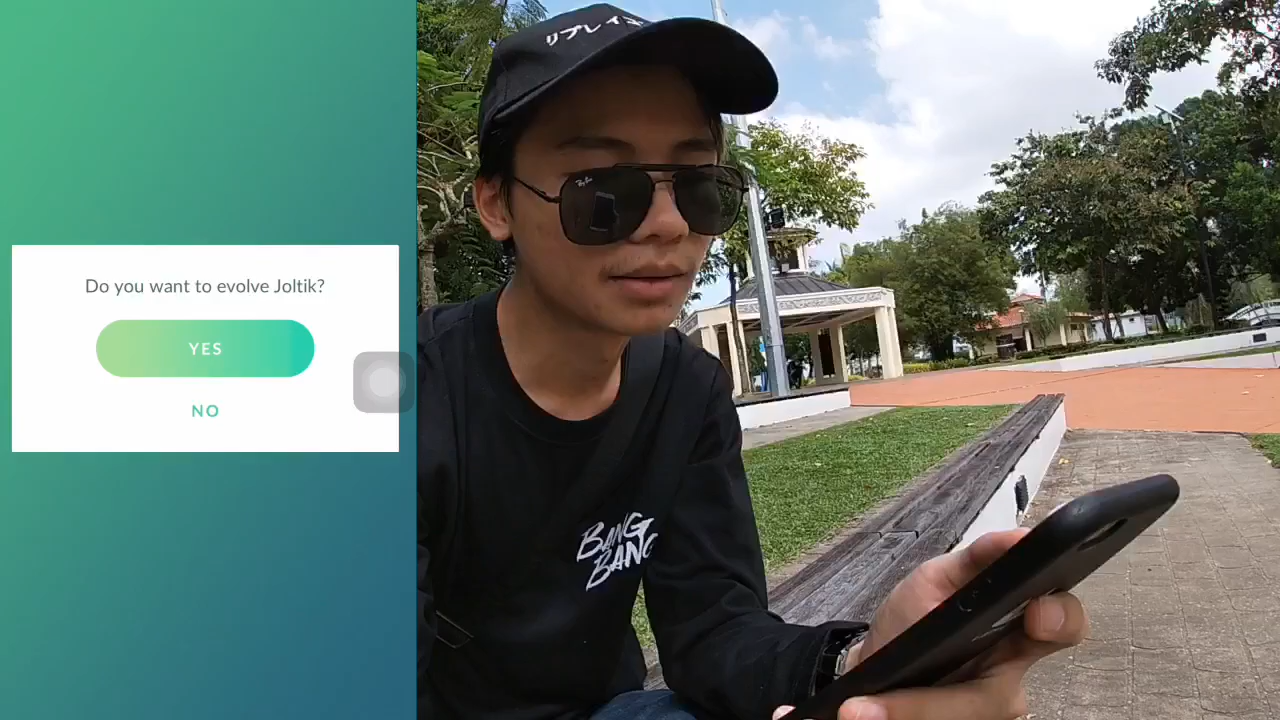 Do you want to evolve Joltik?
YES
NO
リプレイ
Ray-Ban
BANG
BANG